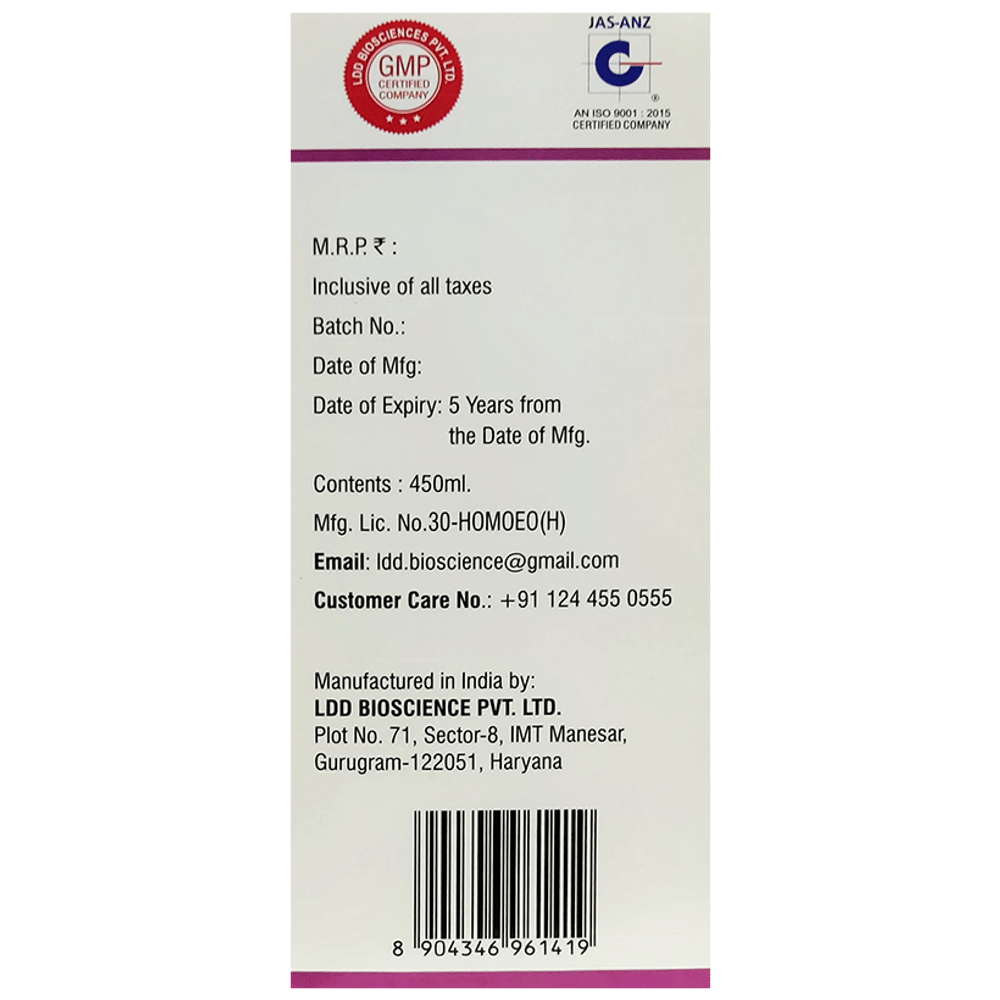 LDD BIOSCIENCES PVT. LTD.
GMP
CERTIFIED
COMPANY
JAS-ANZ
C
®
AN ISO 9001 : 2015
CERTIFIED COMPANY
M.R.P. ₹ :
Inclusive of all taxes
Batch No.:
Date of Mfg:
Date of Expiry: 5 Years from
the Date of Mfg.
Contents : 450ml.
Mfg. Lic. No.30-HOMOEO(H)
Email: ldd.bioscience@gmail.com
Customer Care No.: +91 124 455 0555
Manufactured in India by:
LDD BIOSCIENCE PVT. LTD.
Plot No. 71, Sector-8, IMT Manesar,
Gurugram-122051, Haryana
8 904346 961419